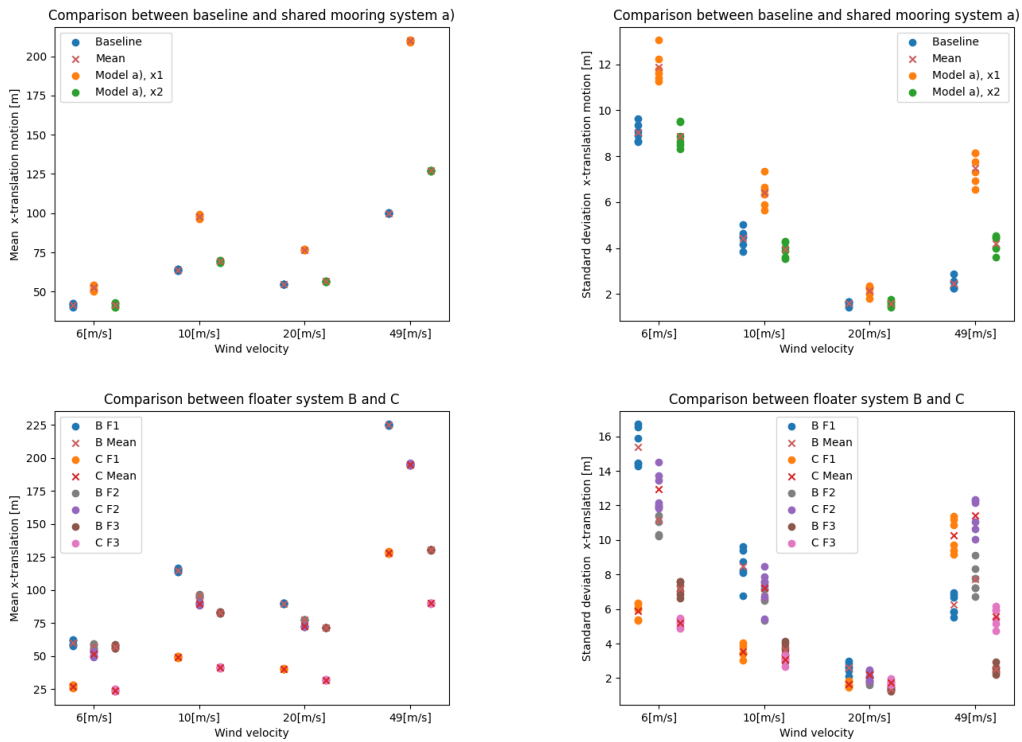 Comparison between baseline and shared mooring system a)
Mean x-translation motion [m]
200
175
150
125
100
75
50
Baseline
Mean
Model a), x1
Model a), x2
6[m/s]
10[m/s]
20[m/s]
49[m/s]
Wind velocity
Comparison between baseline and shared mooring system a)
Standard deviation x-translation motion [m]
12
10
8
6
4
2
Baseline
Mean
Model a), x1
Model a), x2
6[m/s]
10[m/s]
20[m/s]
49[m/s]
Wind velocity
Comparison between floater system B and C
Mean x-translation [m]
225
200
175
150
125
100
75
50
25
B F1
B Mean
C F1
C Mean
B F2
C F2
B F3
C F3
6[m/s]
10[m/s]
20[m/s]
49[m/s]
Wind velocity
Comparison between floater system B and C
Standard deviation x-translation [m]
16
14
12
10
8
6
4
2
B F1
B Mean
C F1
C Mean
B F2
C F2
B F3
C F3
6[m/s]
10[m/s]
20[m/s]
49[m/s]
Wind velocity